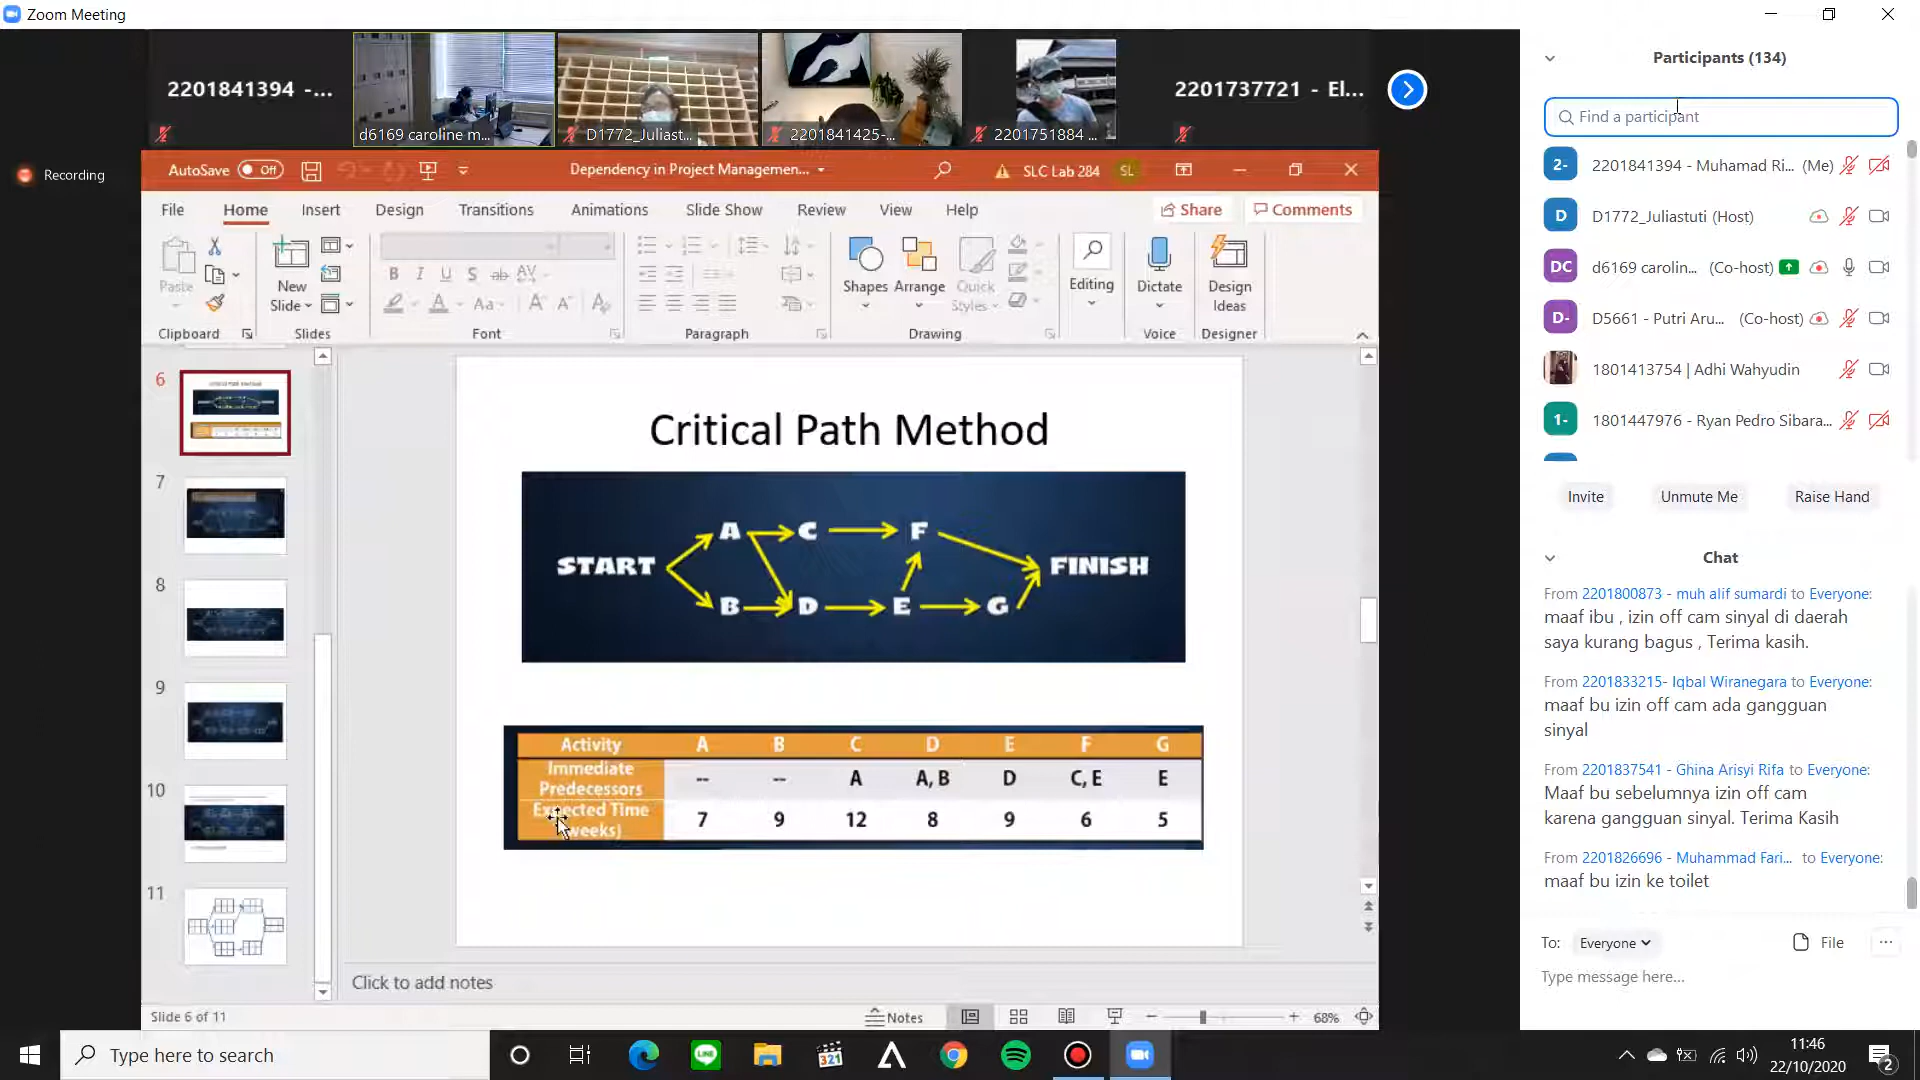 Zoom Meeting
2201841394 -...
d6169 caroline m...
D1772_Juliast...
2201841425-...
2201751884 ...
2201737721 - El...
Recording
AutoSave Off
Dependency in Project Managemen...
SLC Lab 284
SL
File Home Insert Design Transitions Animations Slide Show Review View Help
Share
Comments
Paste
New
Slide
Shapes
Arrange
Quick
Styles
Editing
Dictate
Design
Ideas
Clipboard
Slides
Font
Paragraph
Drawing
Voice
Designer
6
7
8
9
10
11
Critical Path Method
A C F
START FINISH
B D E G
Activity A B C D E F G
Immediate
Predecessors
-- -- A A, B D C, E E
Expected Time
7 9 12 8 9 6 5
Click to add notes
Slide 6 of 11
Notes
68%
Participants (134)
Find a participant
2- 2201841394 - Muhamad Ri... (Me)
D D1772_Juliastuti (Host)
DC d6169 carolin... (Co-host)
D- D5661 - Putri Aru... (Co-host)
1801413754 | Adhi Wahyudin
1- 1801447976 - Ryan Pedro Sibara...
Invite
Unmute Me
Raise Hand
Chat
From 2201800873 - muh alif sumardi to Everyone:
maaf ibu , izin off cam sinyal di daerah
saya kurang bagus , Terima kasih.
From 2201833215- Iqbal Wiranegara to Everyone:
maaf bu izin off cam ada gangguan
sinyal
From 2201837541 - Ghina Arisyi Rifa to Everyone:
Maaf bu sebelumnya izin off cam
karena gangguan sinyal. Terima Kasih
From 2201826696 - Muhammad Fari... to Everyone:
maaf bu izin ke toilet
To: Everyone
File
Type message here...
Type here to search
11:46
22/10/2020
2